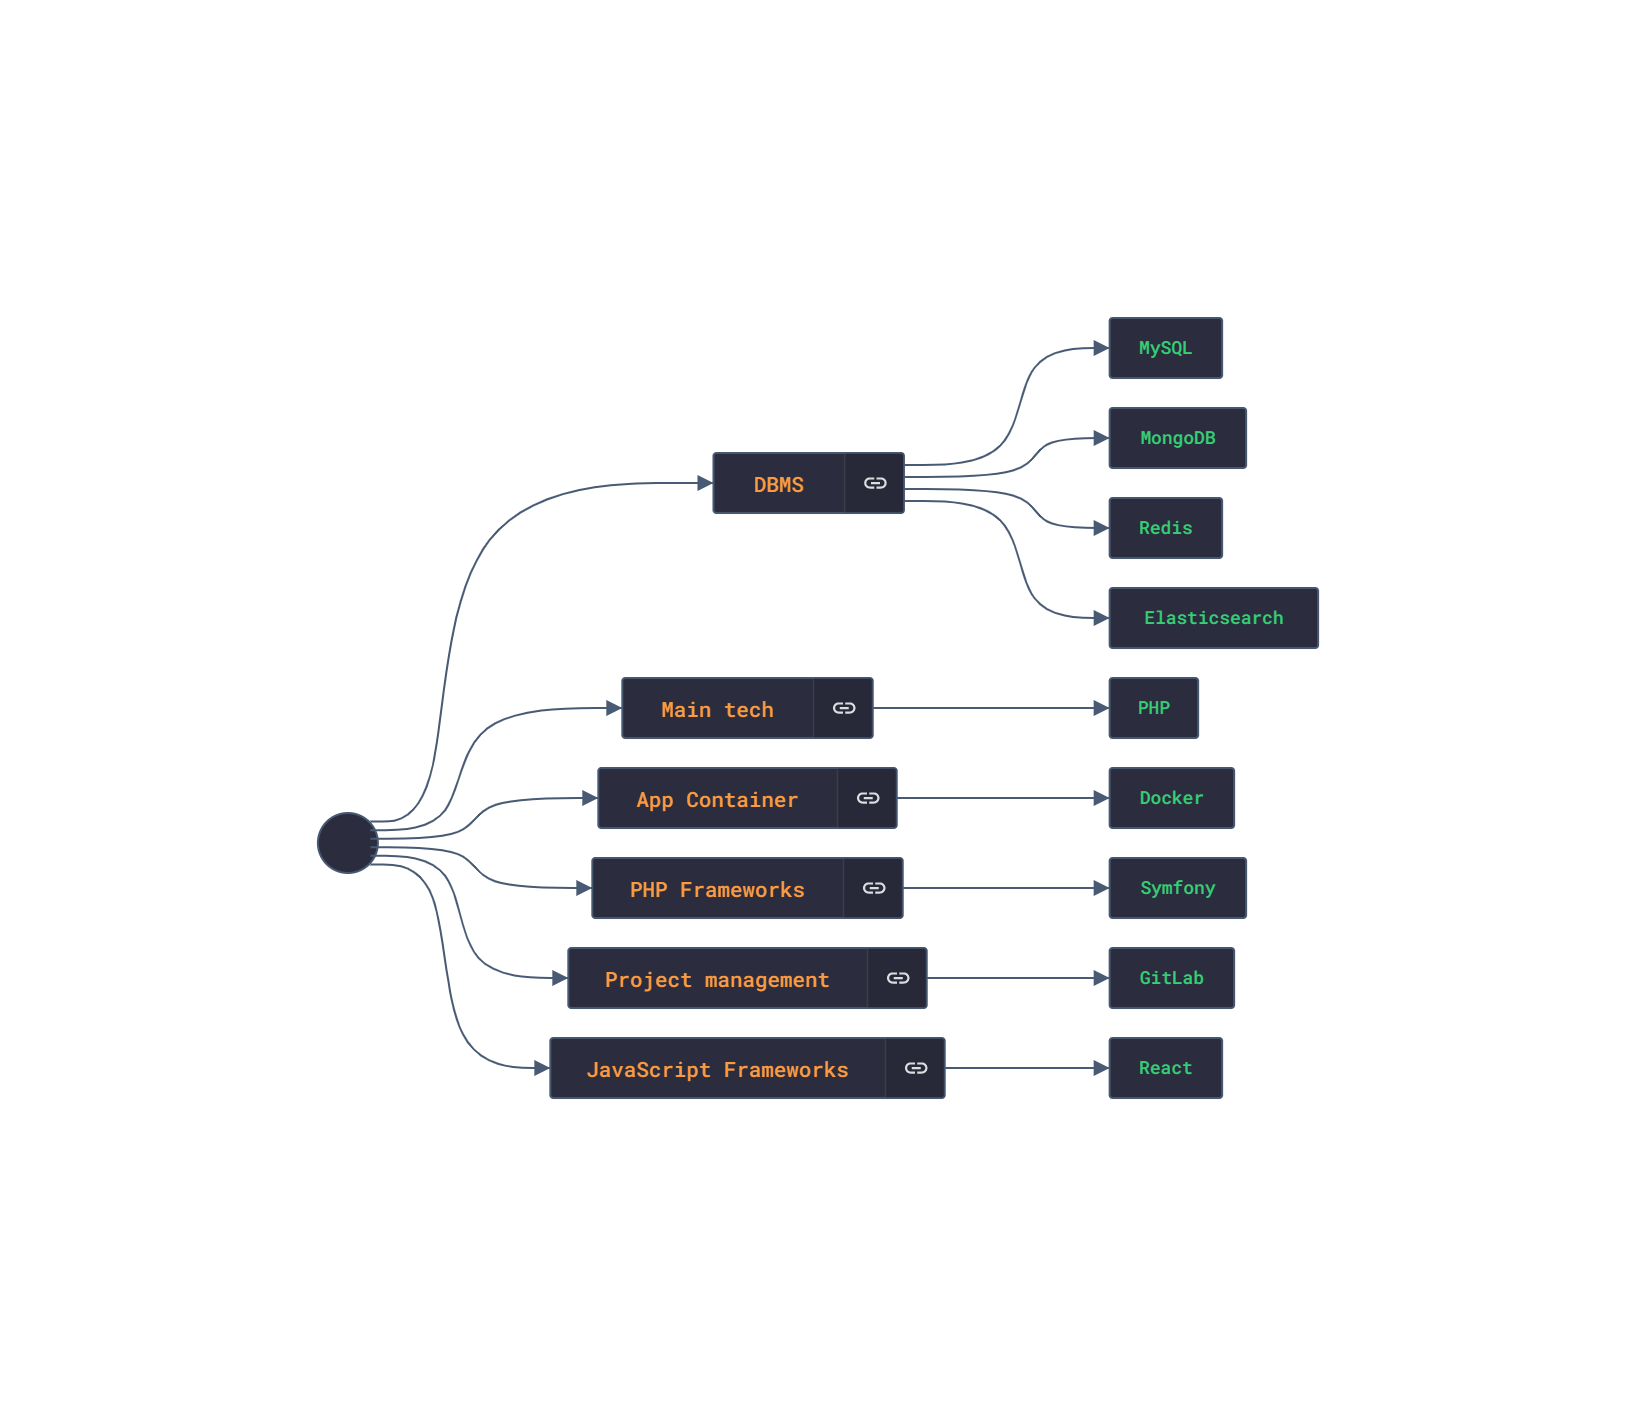 DBMS
MySQL
MongoDB
Redis
Elasticsearch
Main tech
PHP
App Container
Docker
PHP Frameworks
Symfony
Project management
GitLab
JavaScript Frameworks
React